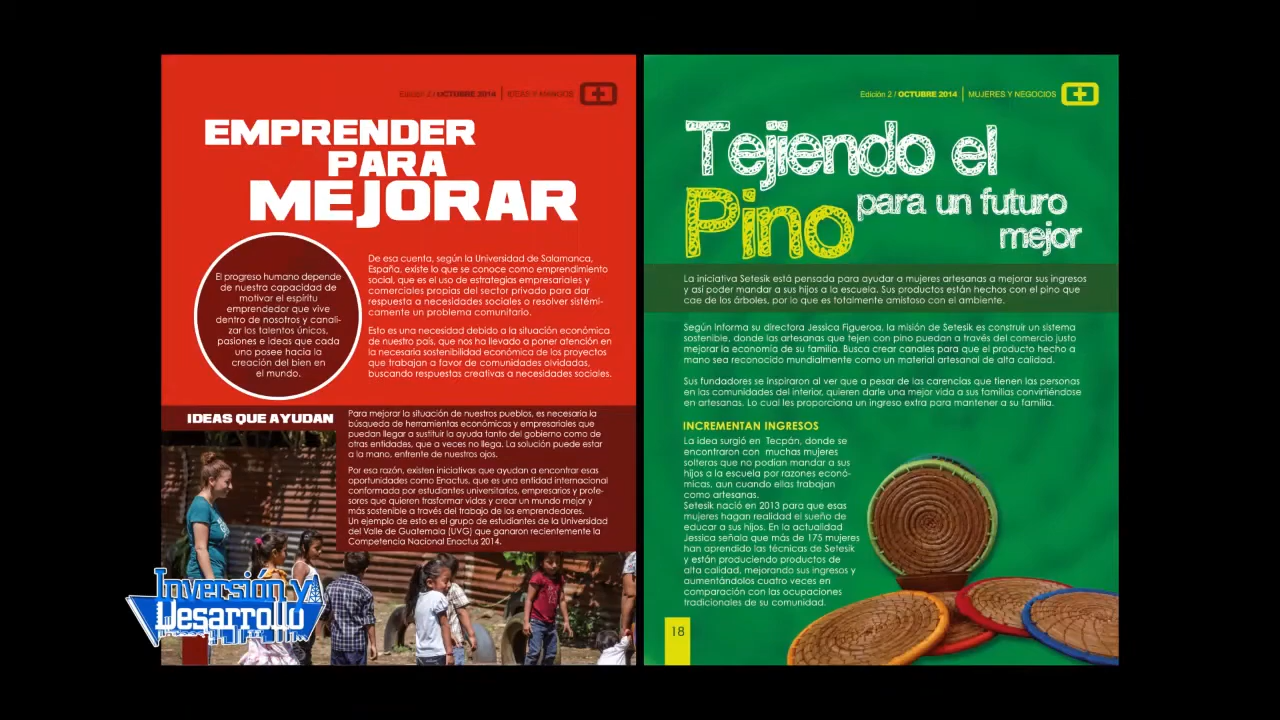 Edición 2 / OCTUBRE 2014 | IDEAS Y AMIGOS
EMPRENDER
PARA
MEJORAR
El progreso humano depende
de nuestra capacidad de
motivar el espíritu
emprendedor que vive
dentro de nosotros y canali-
zar los talentos únicos,
pasiones e ideas que cada
uno posee hacia la
creación del bien en
el mundo.
De esa cuenta, según la Universidad de Salamanca,
España, existe lo que se conoce como emprendimiento
social, que es el uso de estrategias empresariales y
comerciales propias del sector privado para dar
respuesta a necesidades sociales o resolver sistémi-
camente un problema comunitario.
Esto es una necesidad debido a la situación económica
de nuestro país, que nos ha llevado a poner atención en
la necesaria sostenibilidad económica de los proyectos
que trabajan a favor de comunidades olvidadas,
buscando respuestas creativas a necesidades sociales.
IDEAS QUE AYUDAN
Para mejorar la situación de nuestros pueblos, es necesaria la
búsqueda de herramientas económicas y empresariales que
puedan llegar a sustituir la ayuda tanto del gobierno como de
otras entidades, que a veces no llega. La solución puede estar
a la mano, enfrente de nuestros ojos.
Por esa razón, existen iniciativas que ayudan a encontrar esas
oportunidades como Enactus, que es una entidad internacional
conformada por estudiantes universitarios, empresarios y profe-
sores que quieren trasformar vidas y crear un mundo mejor y
más sostenible a través del trabajo de los emprendedores.
Un ejemplo de esto es el grupo de estudiantes de la Universidad
del Valle de Guatemala (UVG) que ganaron recientemente la
Competencia Nacional Enactus 2014.
Inversión y
Desarrollo
Edición 2 / OCTUBRE 2014 | MUJERES Y NEGOCIOS
Tejiendo el
Pino para un futuro
mejor
La iniciativa Setesik está pensada para ayudar a mujeres artesanas a mejorar sus ingresos
y así poder mandar a sus hijos a la escuela. Sus productos están hechos con el pino que
cae de los árboles, por lo que es totalmente amistoso con el ambiente.
Según Informa su directora Jessica Figueroa, la misión de Setesik es construir un sistema
sostenible, donde las artesanas que tejen con pino puedan a través del comercio justo
mejorar la economía de su familia. Busca crear canales para que el producto hecho a
mano sea reconocido mundialmente como un material artesanal de alta calidad.
Sus fundadores se inspiraron al ver que a pesar de las carencias que tienen las personas
en las comunidades del interior, quieren darle una mejor vida a sus familias convirtiéndose
en artesanas. Lo cual les proporciona un ingreso extra para mantener a su familia.
INCREMENTAN INGRESOS
La idea surgió en Tecpán, donde se
encontraron con muchas mujeres
solteras que no podían mandar a sus
hijos a la escuela por razones econó-
micas, aun cuando ellas trabajan
como artesanas.
Setesik nació en 2013 para que esas
mujeres hagan realidad el sueño de
educar a sus hijos. En la actualidad
Jessica señala que más de 175 mujeres
han aprendido las técnicas de Setesik
y están produciendo productos de
alta calidad, mejorando sus ingresos y
aumentándolos cuatro veces en
comparación con las ocupaciones
tradicionales de su comunidad.
18